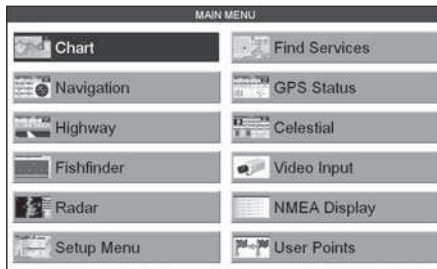 MAIN MENU
Chart
Find Services
Navigation
GPS Status
Highway
Celestial
Fishfinder
Video Input
Radar
NMEA Display
Setup Menu
User Points